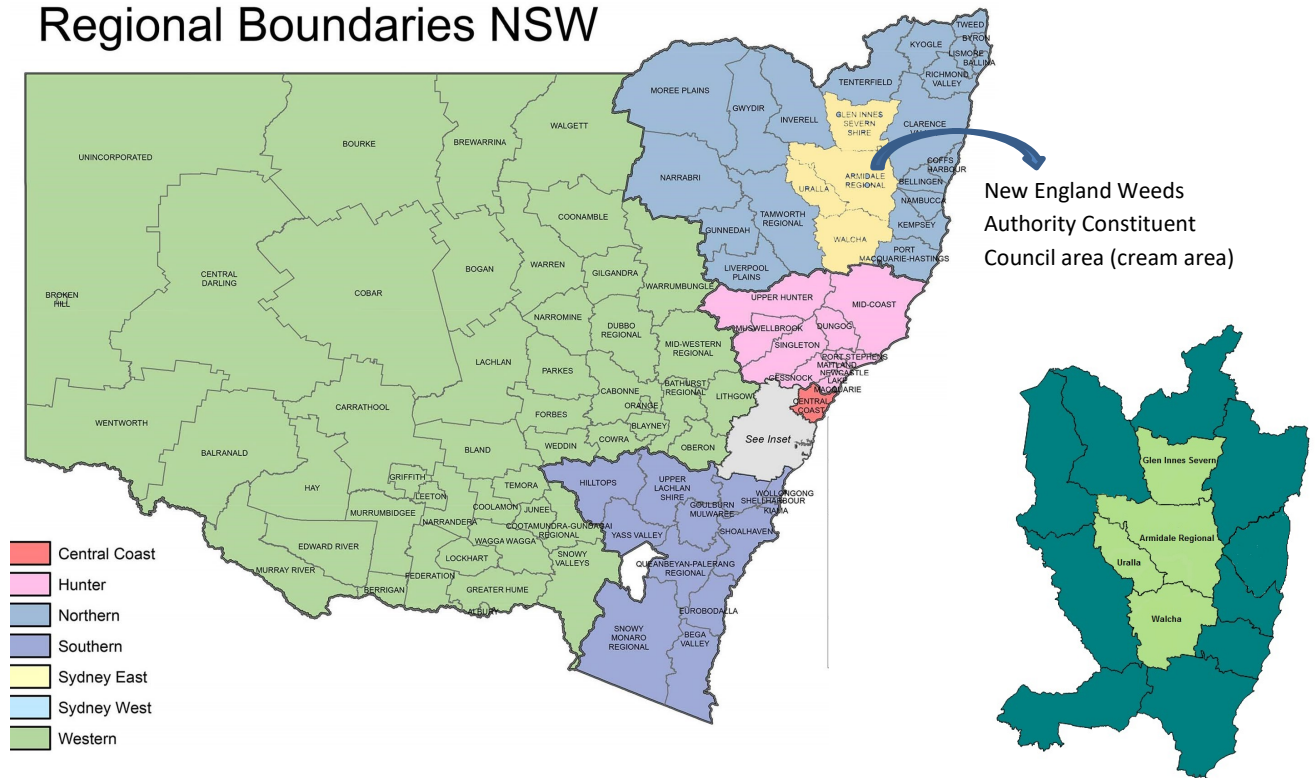 Regional Boundaries NSW
UNINCORPORATED
BOURKE
BREWARRINA
WALGETT
MOREE PLAINS
GWYDIR
INVERELL
TENTERFIELD
KYOGLE
TWEED
BYRON
LISMORE
BALLINA
RICHMOND
VALLEY
GLEN INNES
SEVERN
SHIRE
CLARENCE
NARRABRI
COFFS
HARBOUR
ARMIDALE
REGIONAL
URALLA
BELLINGEN
NAMBUCCA
KEMPSEY
TAMWORTH
REGIONAL
GUNNEDAH
WALCHA
PORT
MACQUARIE-HASTINGS
LIVERPOOL
PLAINS
New England Weeds
Authority Constituent
Council area (cream area)
COONAMBLE
BOGAN
WARREN
GILGANDRA
WARRUMBUNGLE
CENTRAL
DARLING
COBAR
BROKEN
HILL
UPPER HUNTER
MID-COAST
NARROMINE
DUBBO
REGIONAL
MUSWELLBROOK
DUNGOG
SINGLETON
MID-WESTERN
REGIONAL
LACHLAN
PARKES
PORT STEPHENS
MAITLAND
NEWCASTLE
LAKE
MACQUARIE
CESSNOCK
CABONNE
BATHURST
REGIONAL
LITHGOW
CENTRAL
COAST
CARRATHOOL
FORBES
ORANGE
BLAYNEY
WENTWORTH
See Inset
BALRANALD
BLAND
WEDDIN
COWRA
OBERON
HAY
GRIFFITH
LEETON
TEMORA
HILLTOPS
UPPER
LACHLAN
SHIRE
WOLLONGONG
SHELLHARBOUR
KIAMA
GOULBURN
MULWAREE
MURRUMBIDGEE
NARRANDERA
COOLAMON
JUNEE
COOTAMUNDRA-GUNDAGAI
REGIONAL
YASS VALLEY
SHOALHAVEN
WAGGA WAGGA
EDWARD RIVER
LOCKHART
SNOWY
VALLEYS
QUEANBEYAN-PALERANG
REGIONAL
MURRAY RIVER
BERRIGAN
FEDERATION
GREATER HUME
ALBURY
EUROBODALLA
SNOWY
MONARO
REGIONAL
BEGA
VALLEY
Central Coast
Hunter
Northern
Southern
Sydney East
Sydney West
Western
Glen Innes Severn
Armidale Regional
Uralla
Walcha